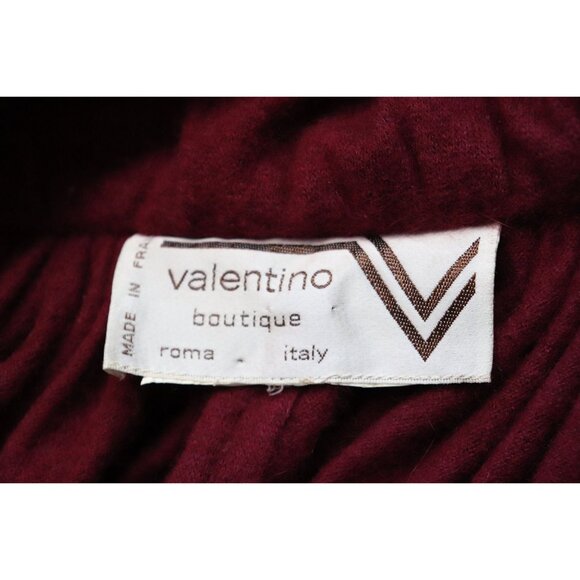 MADE IN FRA
valentino
boutique
roma italy